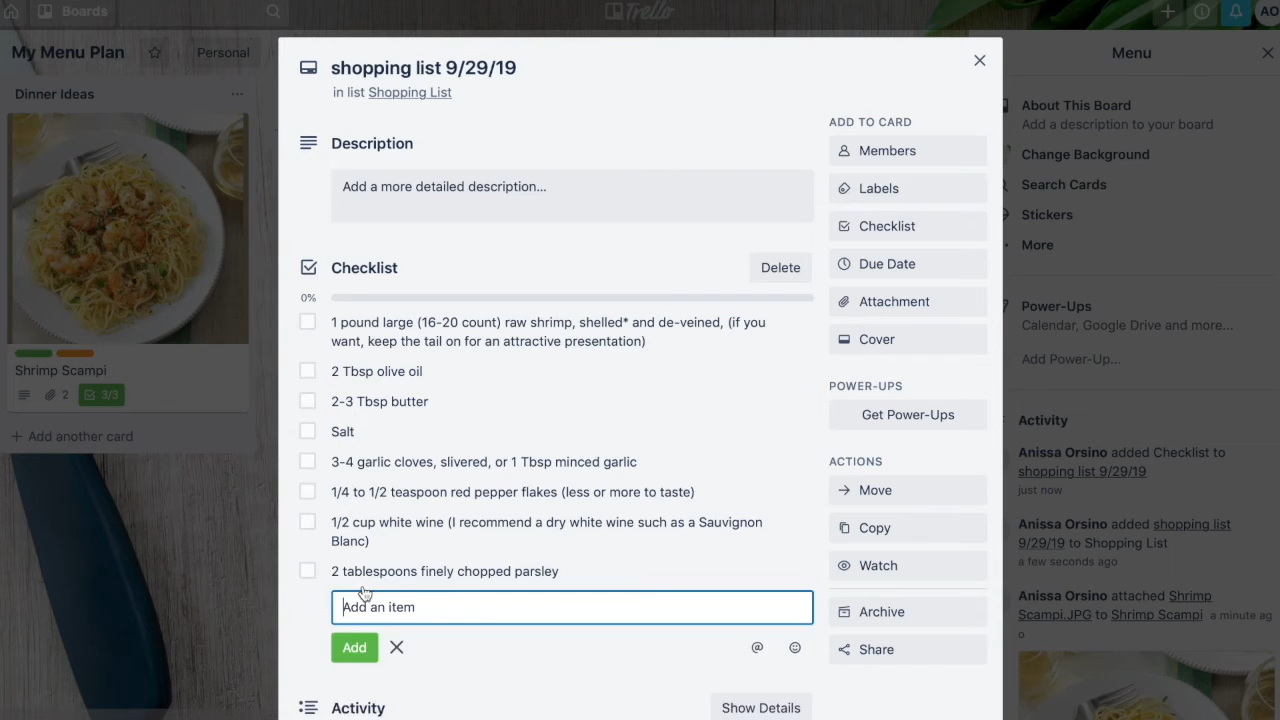 Boards
Trello
AO
My Menu Plan
Personal
Dinner Ideas
Shrimp Scampi
2
3/3
+ Add another card
shopping list 9/29/19
in list Shopping List
Description
Add a more detailed description...
Checklist
Delete
0%
1 pound large (16-20 count) raw shrimp, shelled* and de-veined, (if you
want, keep the tail on for an attractive presentation)
2 Tbsp olive oil
2-3 Tbsp butter
Salt
3-4 garlic cloves, slivered, or 1 Tbsp minced garlic
1/4 to 1/2 teaspoon red pepper flakes (less or more to taste)
1/2 cup white wine (I recommend a dry white wine such as a Sauvignon
Blanc)
2 tablespoons finely chopped parsley
Add an item
Add
@
Activity
Show Details
ADD TO CARD
Members
Labels
Checklist
Due Date
Attachment
Cover
POWER-UPS
Get Power-Ups
ACTIONS
Move
Copy
Watch
Archive
Share
Menu
About This Board
Add a description to your board
Change Background
Search Cards
Stickers
More
Power-Ups
Calendar, Google Drive and more...
Add Power-Up...
Activity
Anissa Orsino added Checklist to
shopping list 9/29/19
just now
Anissa Orsino added shopping list
9/29/19 to Shopping List
a few seconds ago
Anissa Orsino attached Shrimp
Scampi.JPG to Shrimp Scampi a minute ag
o